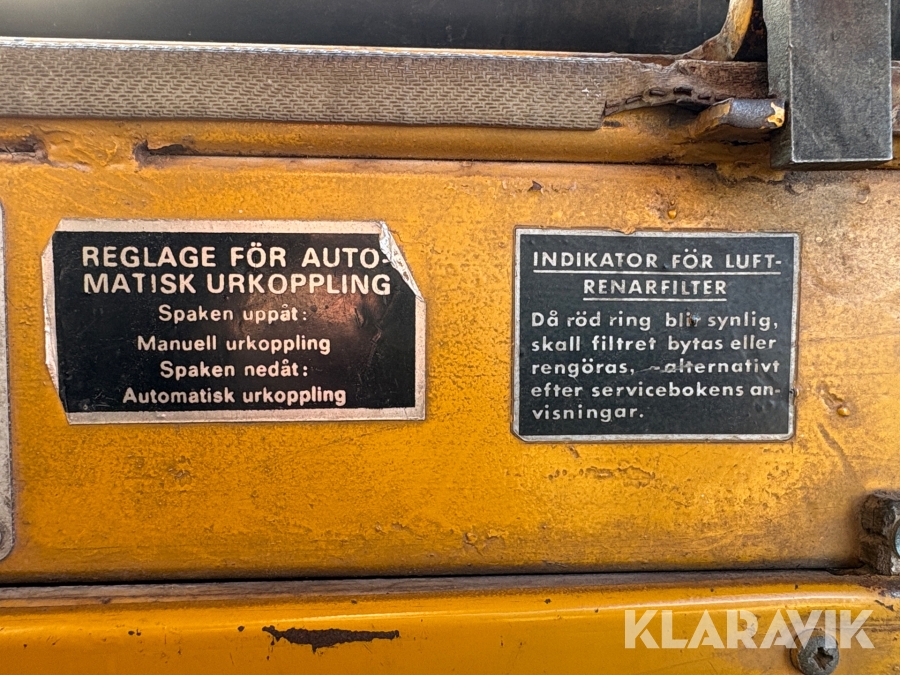 REGLAGE FÖR AUTO-
MATISK URKOPPLING
Spaken uppåt:
Manuell urkoppling
Spaken nedåt:
Automatisk urkoppling
INDIKATOR FÖR LUFT-
RENARFILTER
Då röd ring blir synlig,
skall filtret bytas eller
rengöras, alternativt
efter servicebokens an-
visningar.
KLARAVIK